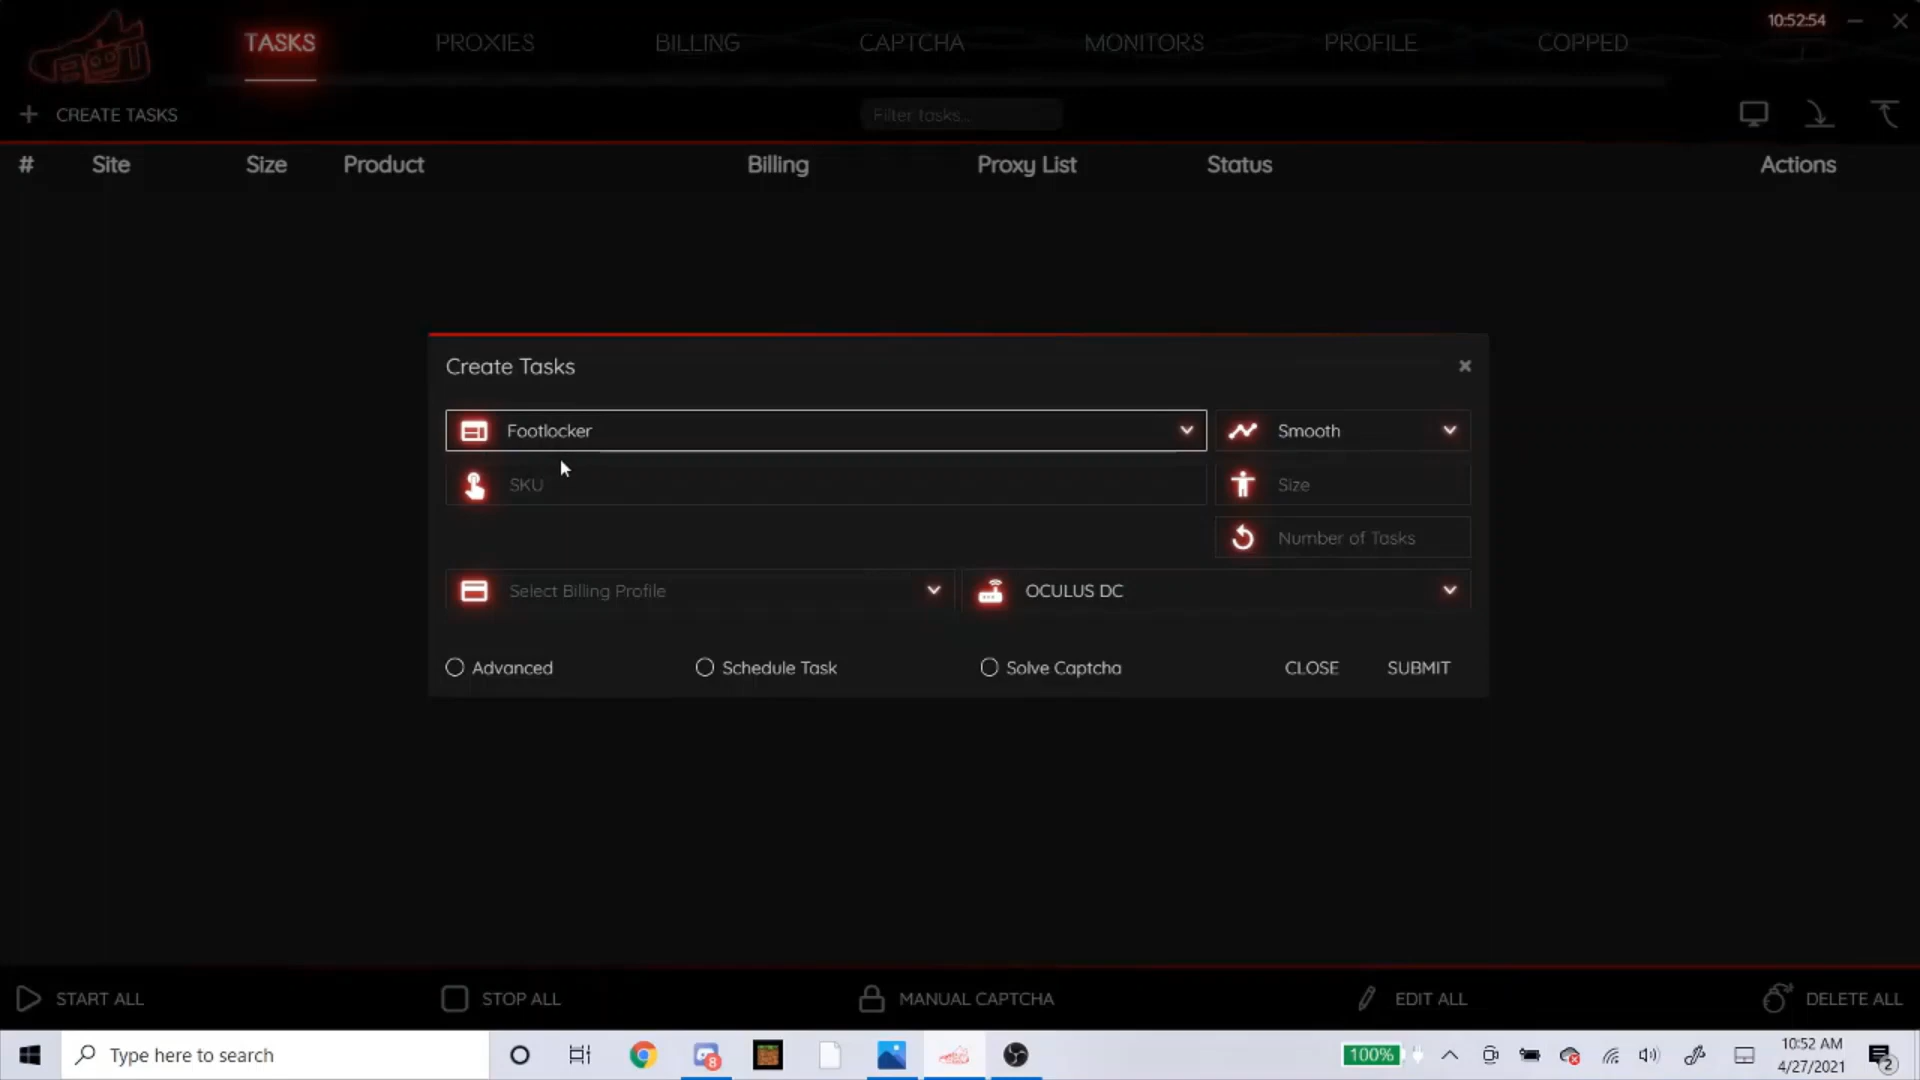 10:52:54
TASKS PROXIES BILLING CAPTCHA MONITORS PROFILE COPPED
CREATE TASKS Filter tasks...
# Site Size Product Billing Proxy List Status Actions
Create Tasks
Footlocker Smooth
SKU Size
Number of Tasks
Select Billing Profile OCULUS DC
Advanced Schedule Task Solve Captcha CLOSE SUBMIT
START ALL STOP ALL MANUAL CAPTCHA EDIT ALL DELETE ALL
Type here to search 8 100% 10:52 AM
4/27/2021 2